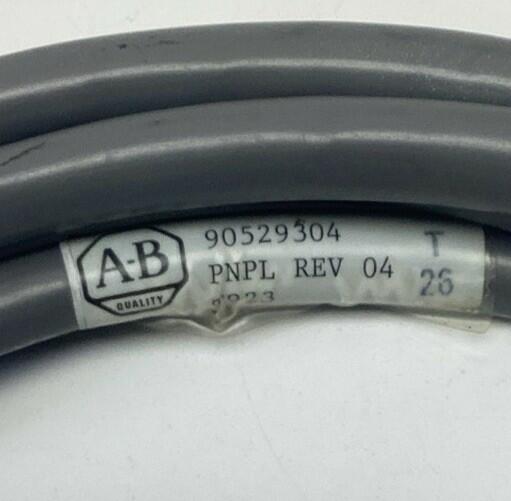 A-B
QUALITY
90529304
PNPL REV 04
T
26